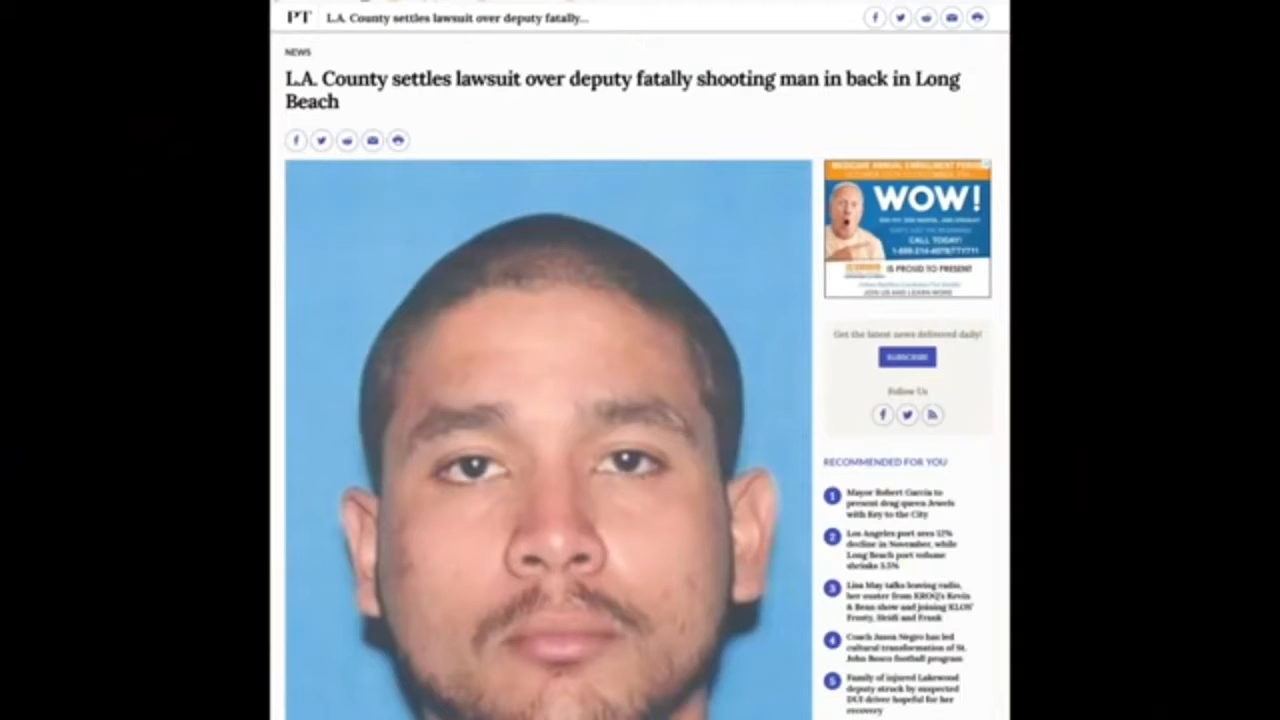 PT
L.A. County settles lawsuit over deputy fatally...
NEWS
L.A. County settles lawsuit over deputy fatally shooting man in back in Long
Beach
MEDICARE ANNUAL ENROLLMENT PERIOD
WOW!
CALL TODAY!
IS PROUD TO PRESENT
JOIN US AND LEARN MORE
Get the latest news delivered daily!
SUBSCRIBE
Follow Us
RECOMMENDED FOR YOU
1 Mayor Robert Garcia to
present drag queen Jewels
with Key to the City
2 Los Angeles port sees 12%
decline in November, while
Long Beach port volume
shrinks 3.5%
3 Lisa May talks leaving radio,
her ouster from KROQ's Kevin
& Bean show and joining KLOS'
Frosty, Heidi and Frank
4 Coach Jason Negro has led
cultural transformation of St.
John Bosco football program
5 Family of injured Lakewood
deputy struck by suspected
DUI driver hopeful for her
recovery